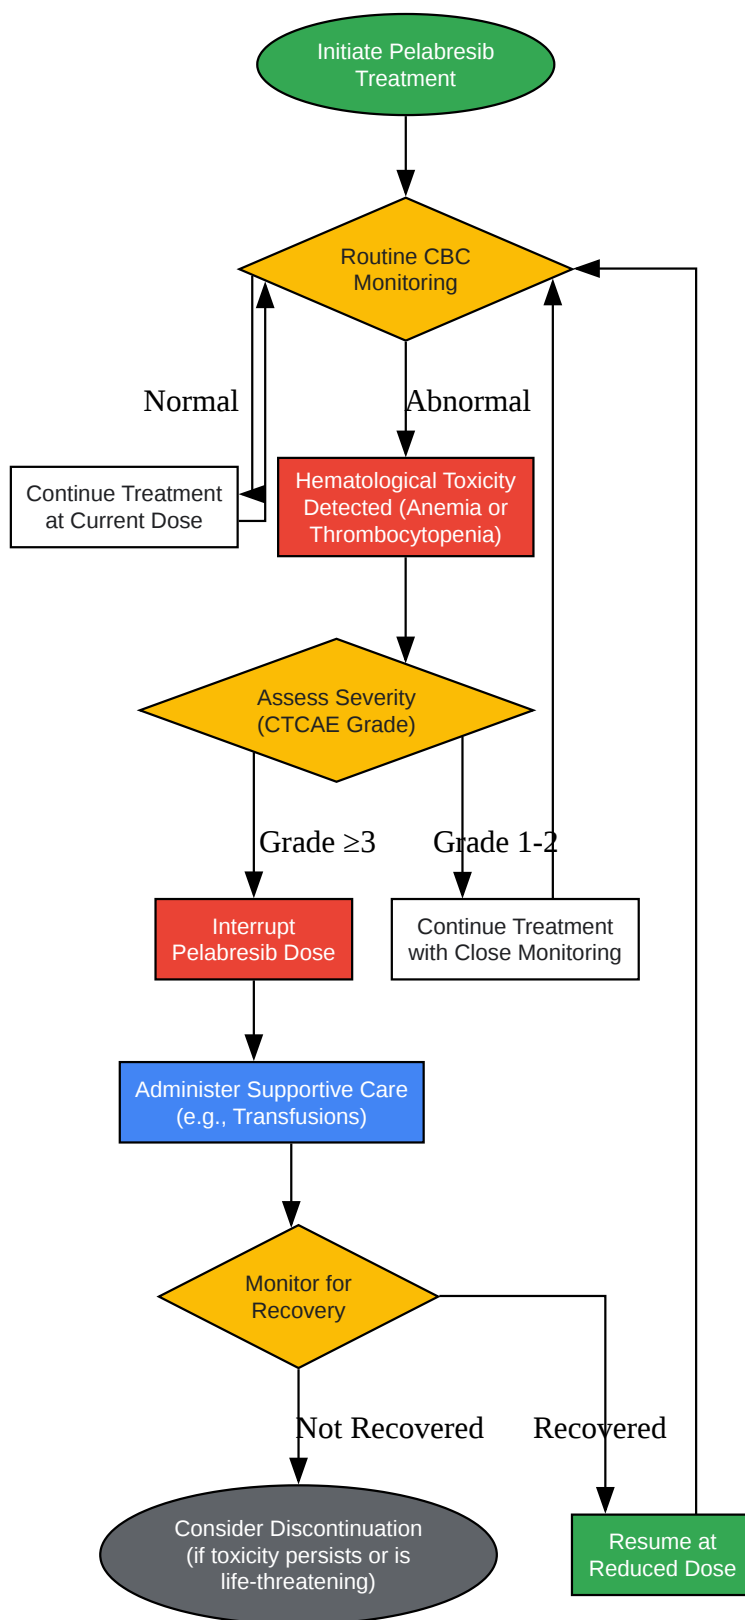 Initiate Pelabresib
Treatment
Routine CBC
Monitoring
Normal
Abnormal
Continue Treatment
at Current Dose
Hematological Toxicity
Detected (Anemia or
Thrombocytopenia)
Assess Severity
(CTCAE Grade)
Grade ≥3
Grade 1-2
Interrupt
Pelabresib Dose
Continue Treatment
with Close Monitoring
Administer Supportive Care
(e.g., Transfusions)
Monitor for
Recovery
Not Recovered
Recovered
Consider Discontinuation
(if toxicity persists or is
life-threatening)
Resume at
Reduced Dose